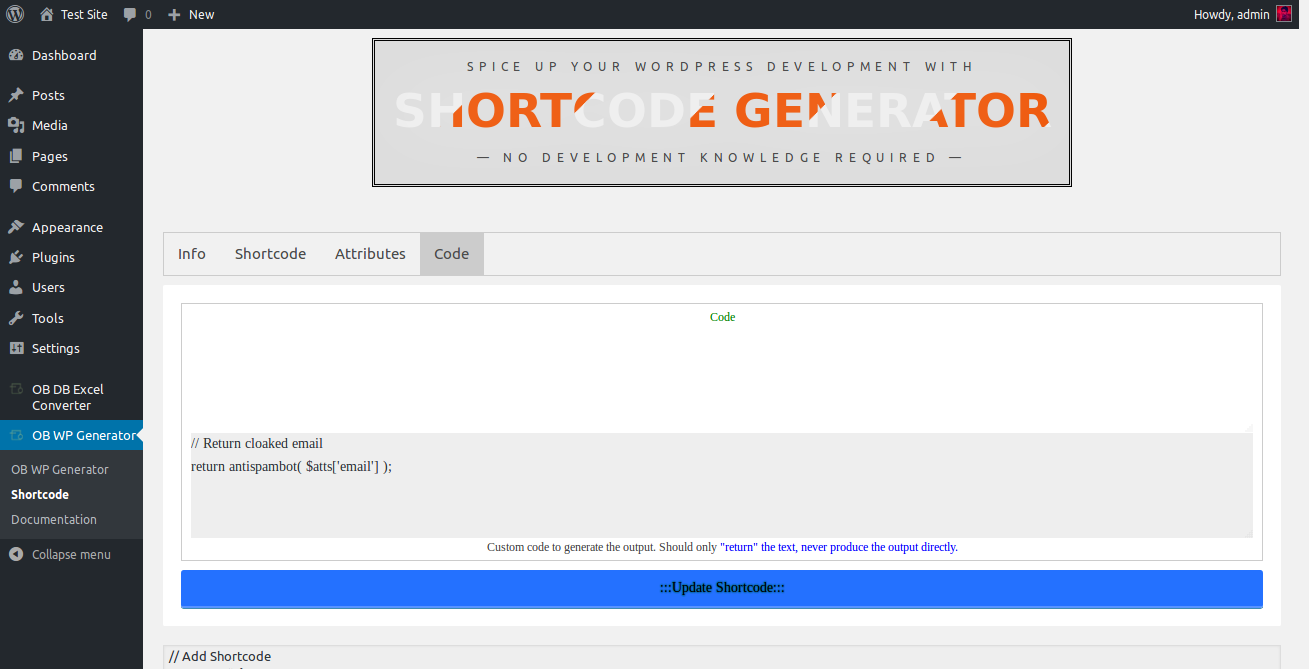 Test Site 0 New Howdy, admin
Dashboard
Posts
Media
Pages
Comments
Appearance
Plugins
Users
Tools
Settings
OB DB Excel
Converter
OB WP Generator
OB WP Generator
Shortcode
Documentation
Collapse menu
SPICE UP YOUR WORDPRESS DEVELOPMENT WITH
SHORTCODE GENERATOR
— NO DEVELOPMENT KNOWLEDGE REQUIRED —
Info Shortcode Attributes Code
Code
// Return cloaked email
return antispambot( $atts['email'] );
Custom code to generate the output. Should only "return" the text, never produce the output directly.
:::Update Shortcode:::
// Add Shortcode